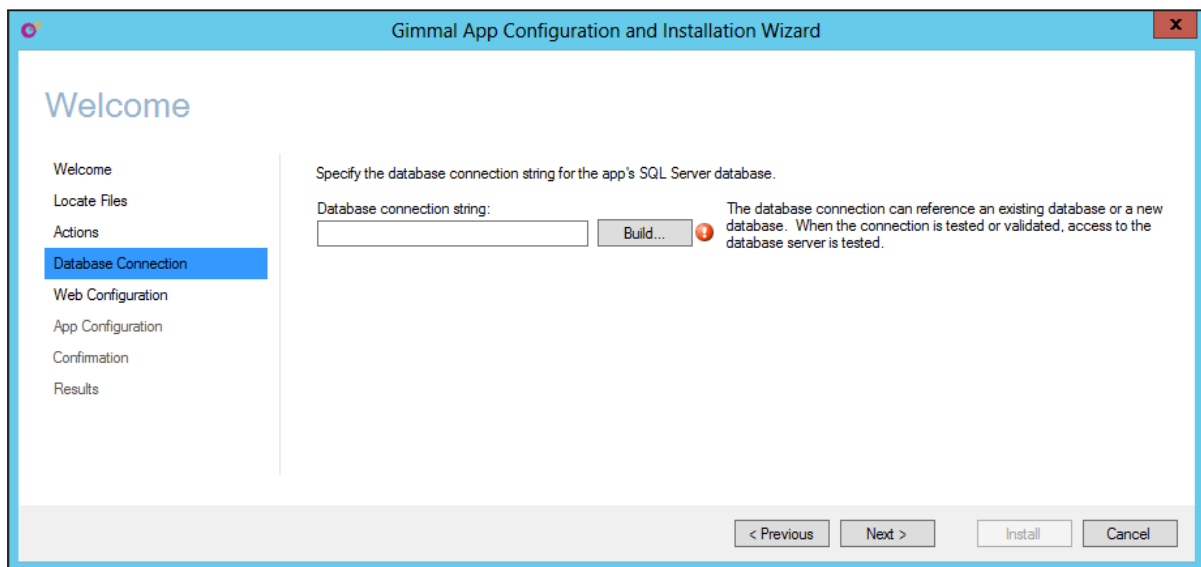 Gimmal App Configuration and Installation Wizard
x
Welcome
Welcome
Locate Files
Actions
Database Connection
Web Configuration
App Configuration
Confirmation
Results
Specify the database connection string for the app's SQL Server database.
Database connection string:
Build...
The database connection can reference an existing database or a new
database. When the connection is tested or validated, access to the
database server is tested.
< Previous
Next >
Install
Cancel